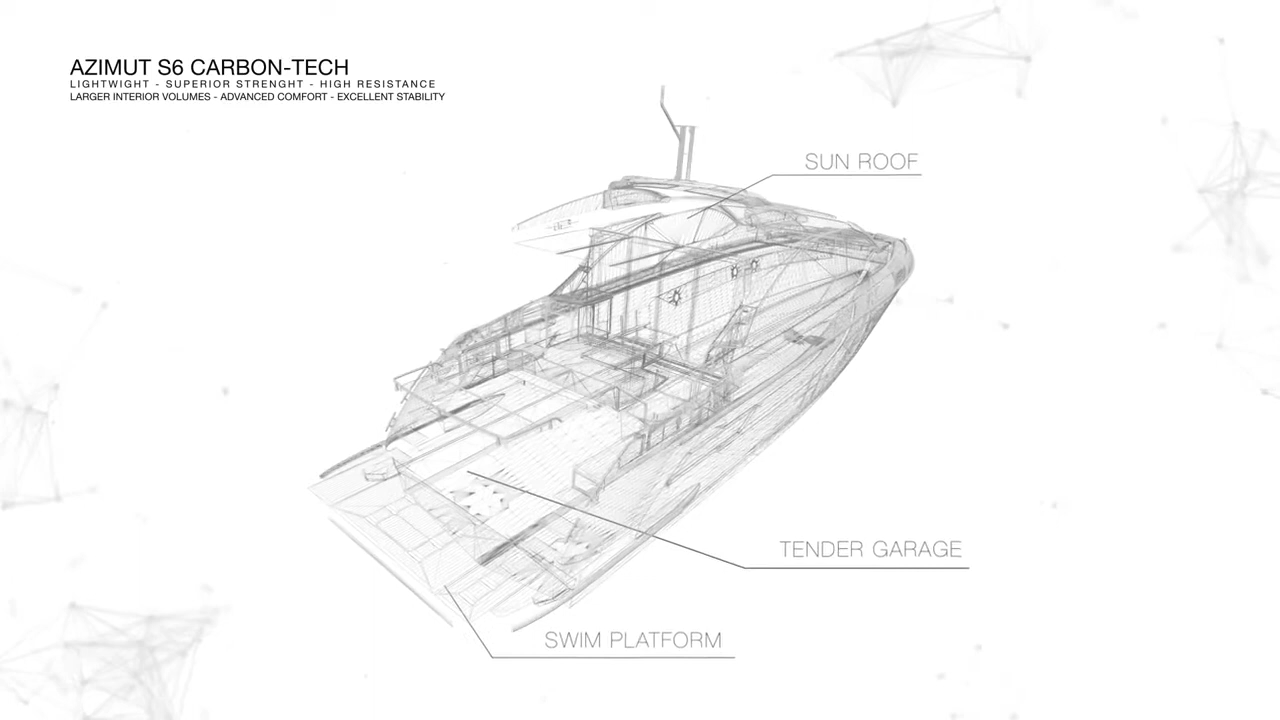 AZIMUT S6 CARBON-TECH
LIGHTWIGHT - SUPERIOR STRENGHT - HIGH RESISTANCE
LARGER INTERIOR VOLUMES - ADVANCED COMFORT - EXCELLENT STABILITY
SUN ROOF
TENDER GARAGE
SWIM PLATFORM